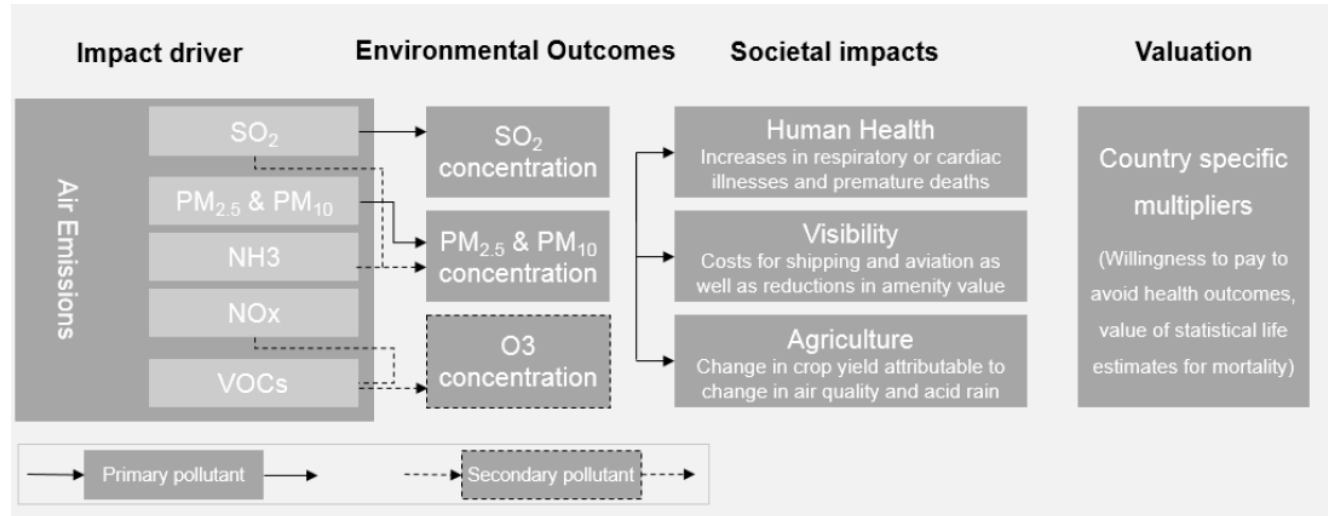 Impact driver
Environmental Outcomes
Societal impacts
Valuation
Air Emissions
SO₂
PM₂.₅ & PM₁₀
NH3
NOx
VOCs
SO₂
concentration
PM₂.₅ & PM₁₀
concentration
O3
concentration
Human Health
Increases in respiratory or cardiac
illnesses and premature deaths
Visibility
Costs for shipping and aviation as
well as reductions in amenity value
Agriculture
Change in crop yield attributable to
change in air quality and acid rain
Country specific
multipliers
(Willingness to pay to
avoid health outcomes,
value of statistical life
estimates for mortality)
Primary pollutant
Secondary pollutant